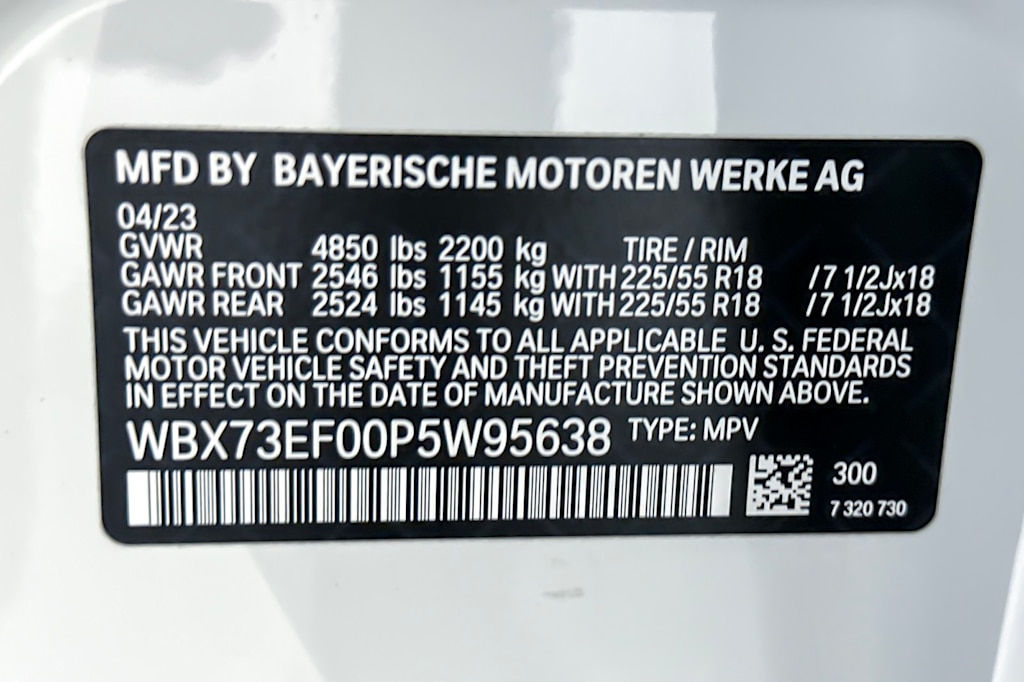 MFD BY BAYERISCHE MOTOREN WERKE AG
04/23
GVWR 4850 lbs 2200 kg TIRE / RIM
GAWR FRONT 2546 lbs 1155 kg WITH 225/55 R18 /7 1/2Jx18
GAWR REAR 2524 lbs 1145 kg WITH 225/55 R18 /7 1/2Jx18
THIS VEHICLE CONFORMS TO ALL APPLICABLE U. S. FEDERAL
MOTOR VEHICLE SAFETY AND THEFT PREVENTION STANDARDS
IN EFFECT ON THE DATE OF MANUFACTURE SHOWN ABOVE.
WBX73EF00P5W95638 TYPE: MPV
300
7 320 730